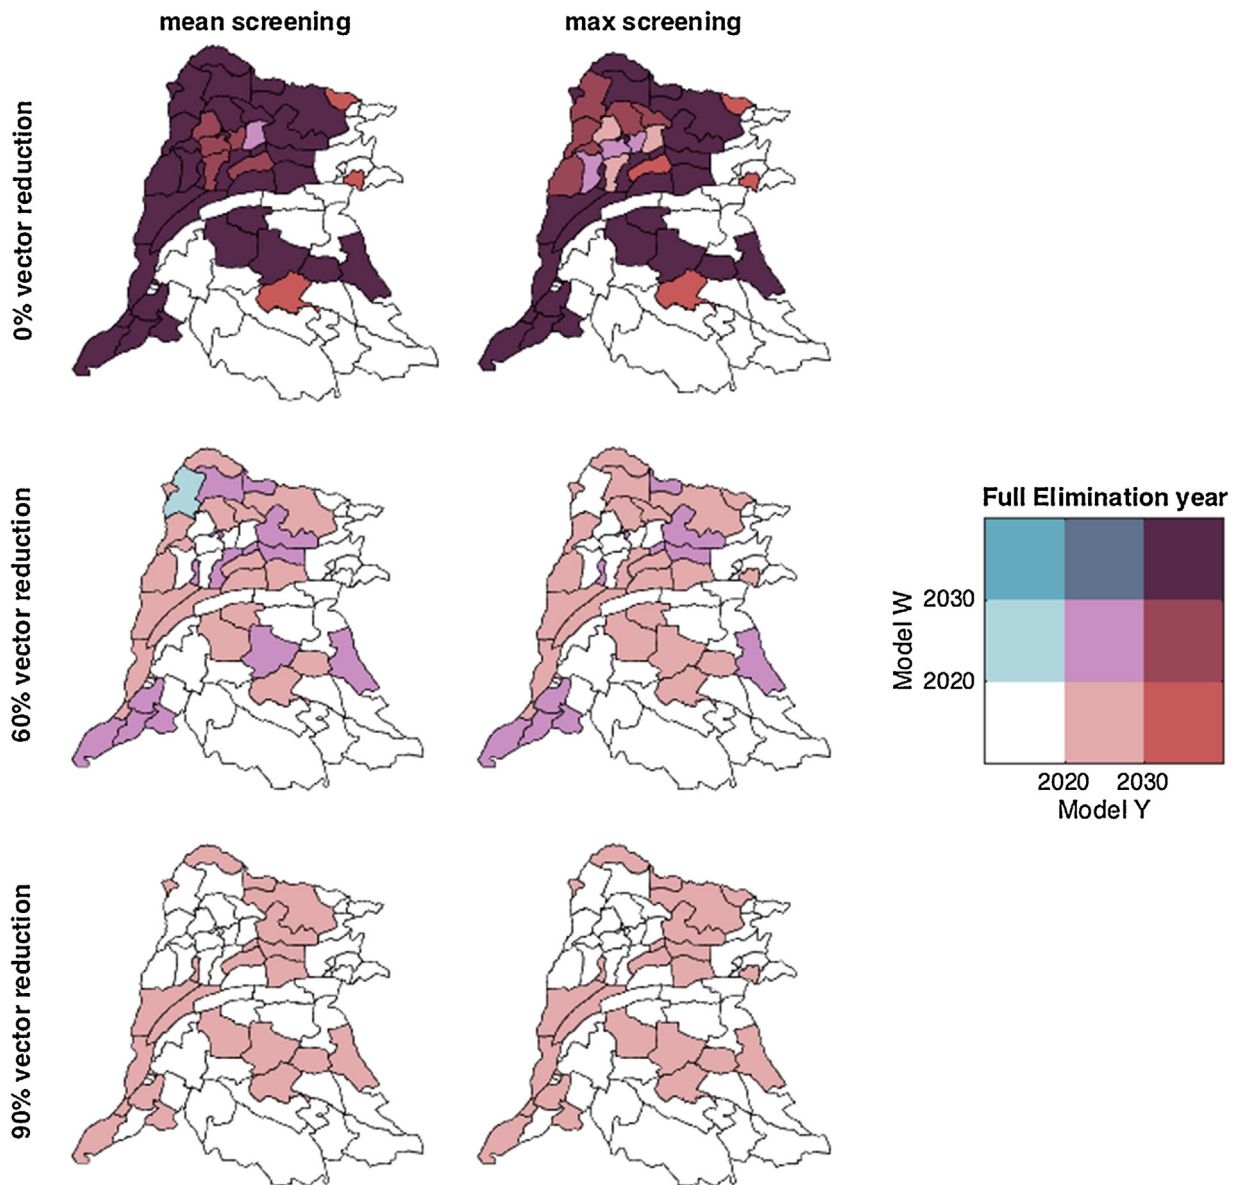 mean screening
max screening
0% vector reduction
60% vector reduction
90% vector reduction
Full Elimination year
Model W
2030
2020
2020
2030
Model Y